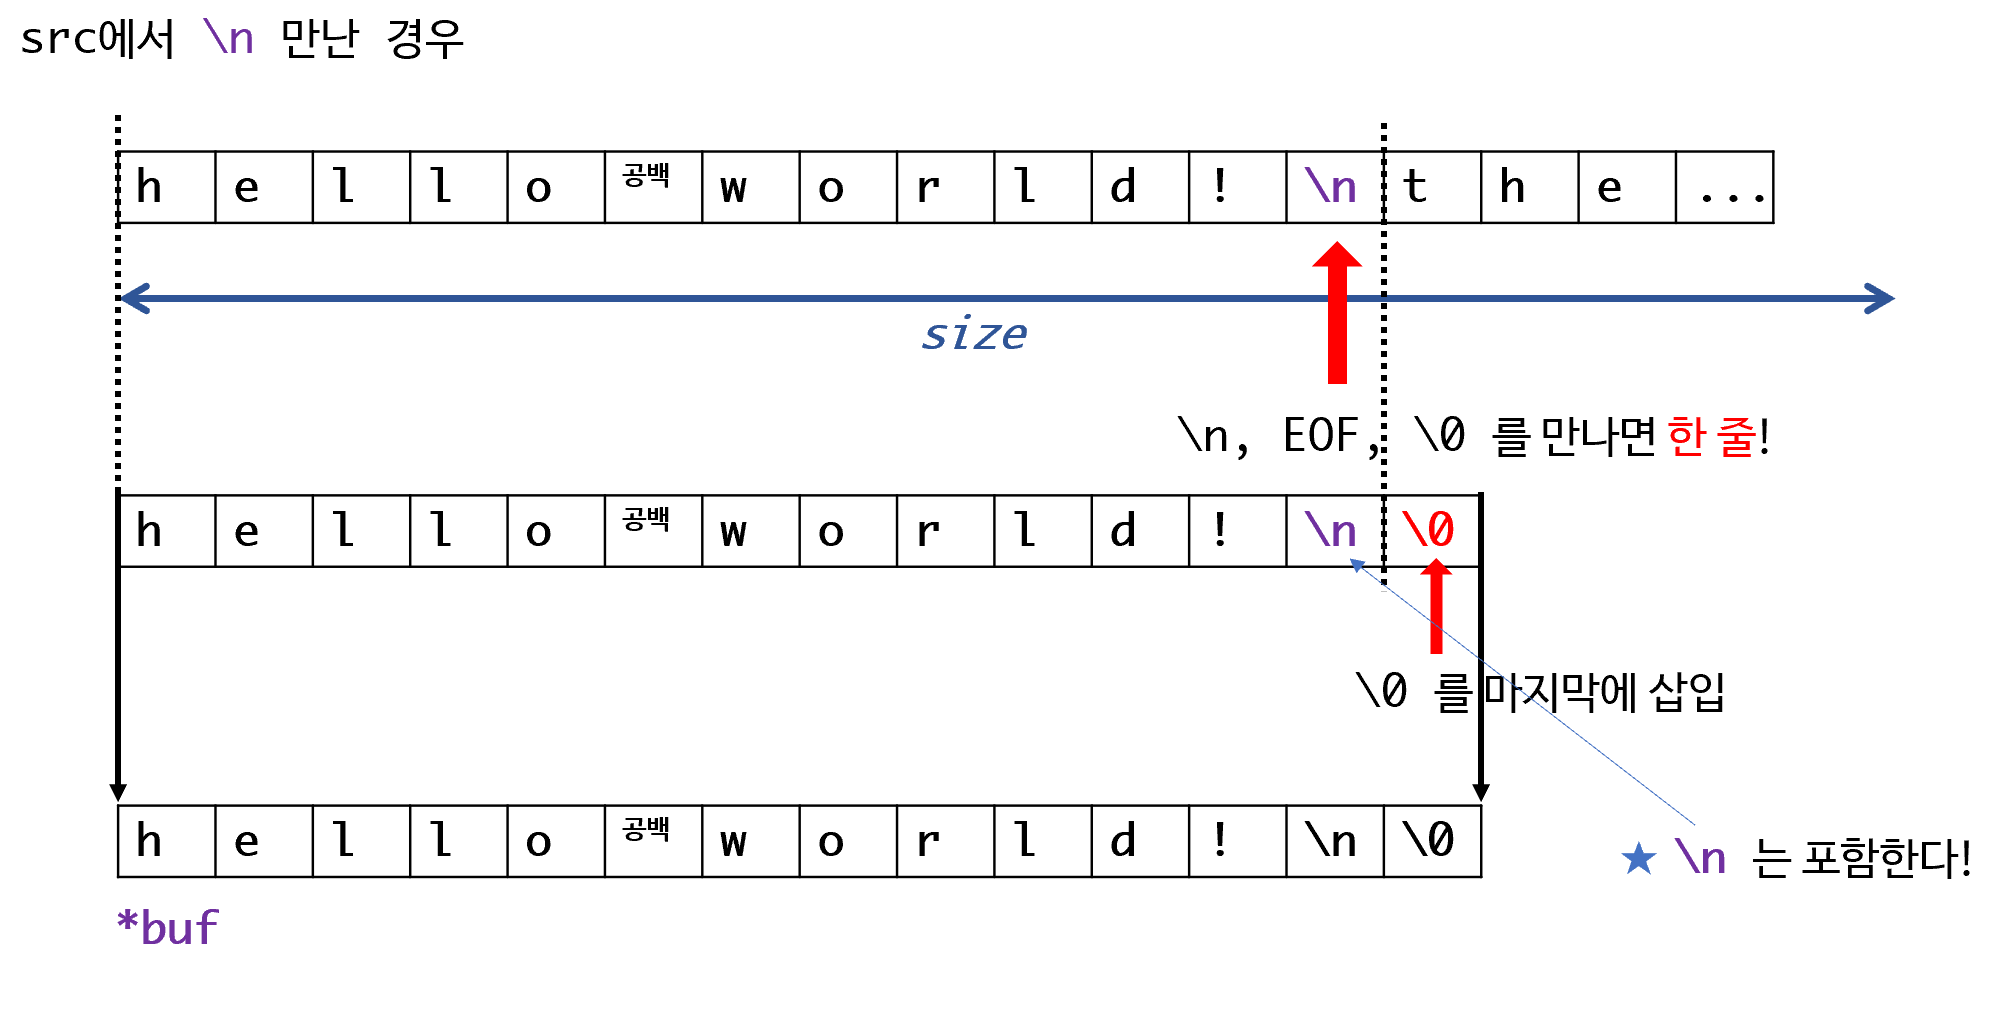 src에서 \n 만난 경우
h e l l o 공백 w o r l d ! \n t h e ...
size
\n, EOF, \0 를 만나면 한 줄!
h e l l o 공백 w o r l d ! \n \0
\0 를 마지막에 삽입
h e l l o 공백 w o r l d ! \n \0
★ \n 는 포함한다!
*buf